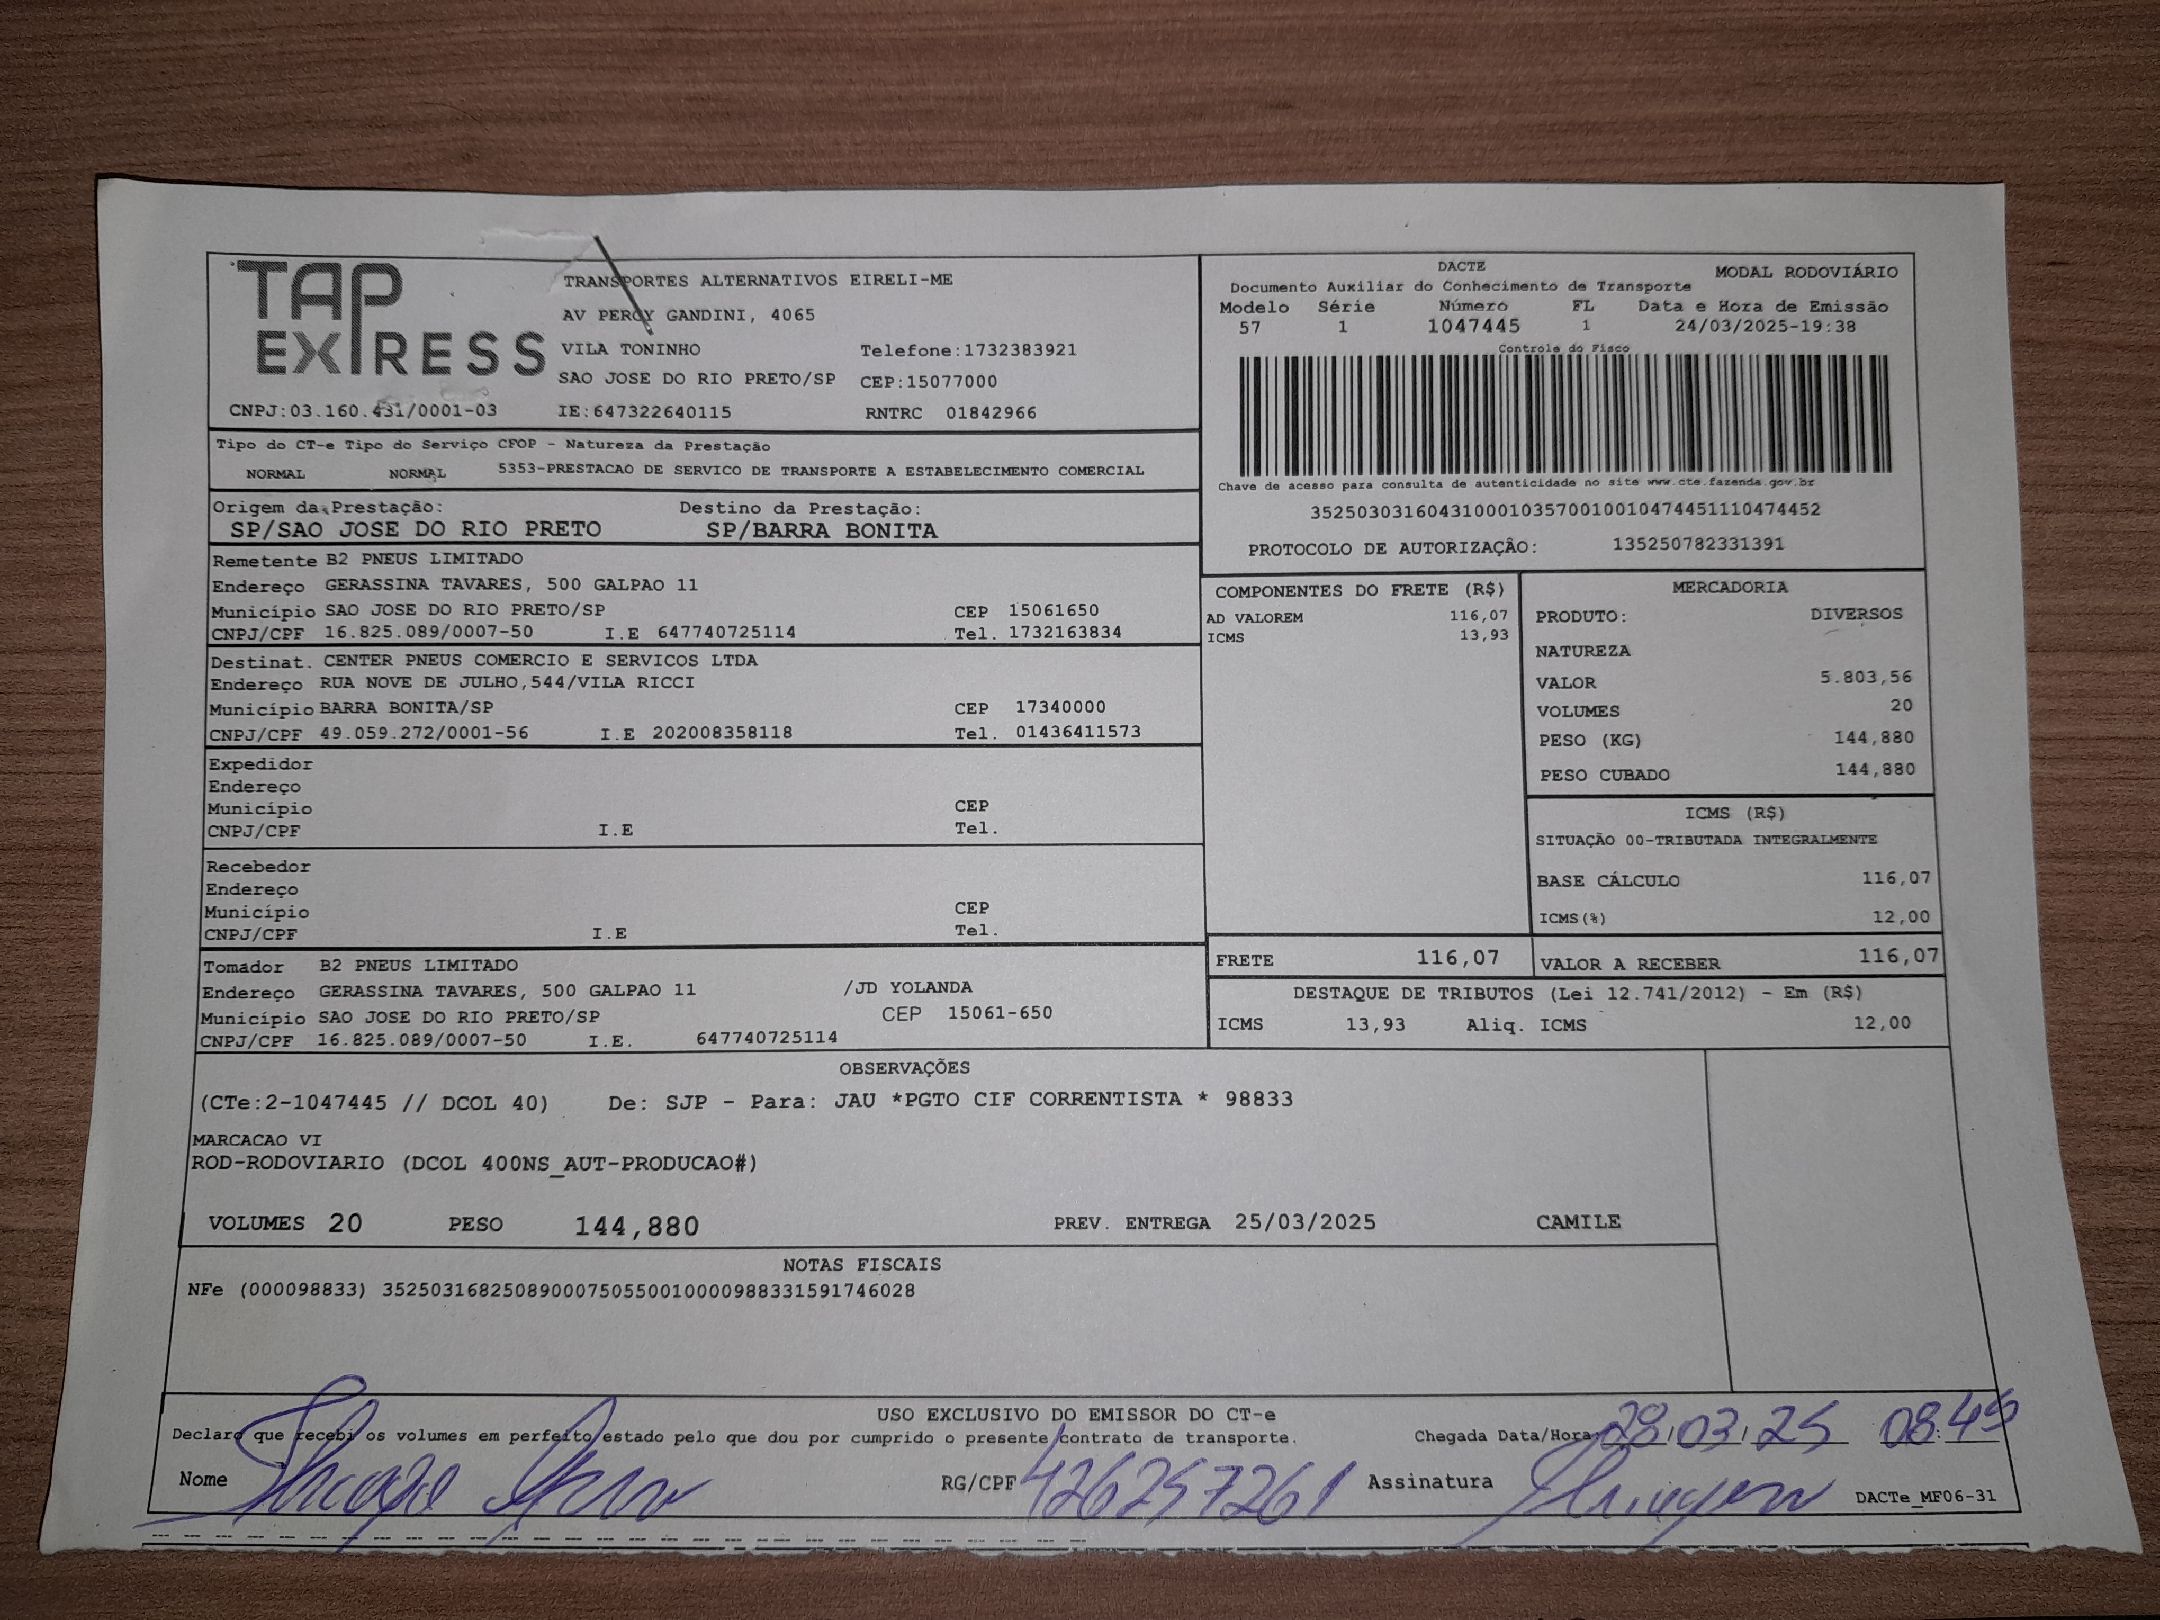 TAP EXPRESS
TRANSPORTES ALTERNATIVOS EIRELI-ME
AV PERCY GANDINI, 4065
VILA TONINHO Telefone:1732383921
SAO JOSE DO RIO PRETO/SP CEP:15077000
CNPJ:03.160.431/0001-03 IE:647322640115 RNTRC 01842966
DACTE MODAL RODOVIÁRIO
Documento Auxiliar do Conhecimento de Transporte
Modelo Série Número FL Data e Hora de Emissão
57 1 1047445 1 24/03/2025-19:38
Controle do Fisco
Chave de acesso para consulta de autenticidade no site www.cte.fazenda.gov.br
35250303160431000103570010010474451110474452
PROTOCOLO DE AUTORIZAÇÃO: 135250782331391
Tipo do CT-e Tipo do Serviço CFOP - Natureza da Prestação
NORMAL NORMAL 5353-PRESTACAO DE SERVICO DE TRANSPORTE A ESTABELECIMENTO COMERCIAL
Origem da Prestação: Destino da Prestação:
SP/SAO JOSE DO RIO PRETO SP/BARRA BONITA
Remetente B2 PNEUS LIMITADO
Endereço GERASSINA TAVARES, 500 GALPAO 11
Município SAO JOSE DO RIO PRETO/SP CEP 15061650
CNPJ/CPF 16.825.089/0007-50 I.E 647740725114 Tel. 1732163834
Destinat. CENTER PNEUS COMERCIO E SERVICOS LTDA
Endereço RUA NOVE DE JULHO,544/VILA RICCI
Município BARRA BONITA/SP CEP 17340000
CNPJ/CPF 49.059.272/0001-56 I.E 202008358118 Tel. 01436411573
Expedidor
Endereço
Município CEP
CNPJ/CPF I.E Tel.
Recebedor
Endereço
Município CEP
CNPJ/CPF I.E Tel.
Tomador B2 PNEUS LIMITADO
Endereço GERASSINA TAVARES, 500 GALPAO 11 /JD YOLANDA
Município SAO JOSE DO RIO PRETO/SP CEP 15061-650
CNPJ/CPF 16.825.089/0007-50 I.E. 647740725114
COMPONENTES DO FRETE (R$)
AD VALOREM 116,07
ICMS 13,93
MERCADORIA
PRODUTO: DIVERSOS
NATUREZA
VALOR 5.803,56
VOLUMES 20
PESO (KG) 144,880
PESO CUBADO 144,880
ICMS (R$)
SITUAÇÃO 00-TRIBUTADA INTEGRALMENTE
BASE CÁLCULO 116,07
ICMS(%) 12,00
FRETE 116,07 VALOR A RECEBER 116,07
DESTAQUE DE TRIBUTOS (Lei 12.741/2012) - Em (R$)
ICMS 13,93 Aliq. ICMS 12,00
OBSERVAÇÕES
(CTe:2-1047445 // DCOL 40) De: SJP - Para: JAU *PGTO CIF CORRENTISTA * 98833
MARCACAO VI
ROD-RODOVIARIO (DCOL 400NS_AUT-PRODUCAO#)
VOLUMES 20 PESO 144,880 PREV. ENTREGA 25/03/2025 CAMILE
NOTAS FISCAIS
NFe (000098833) 35250316825089000750550010000988331591746028
USO EXCLUSIVO DO EMISSOR DO CT-e
Declaro que recebi os volumes em perfeito estado pelo que dou por cumprido o presente contrato de transporte. Chegada Data/Hora 28/03/25 08:45
Nome RG/CPF 426257261 Assinatura DACTe_MF06-31